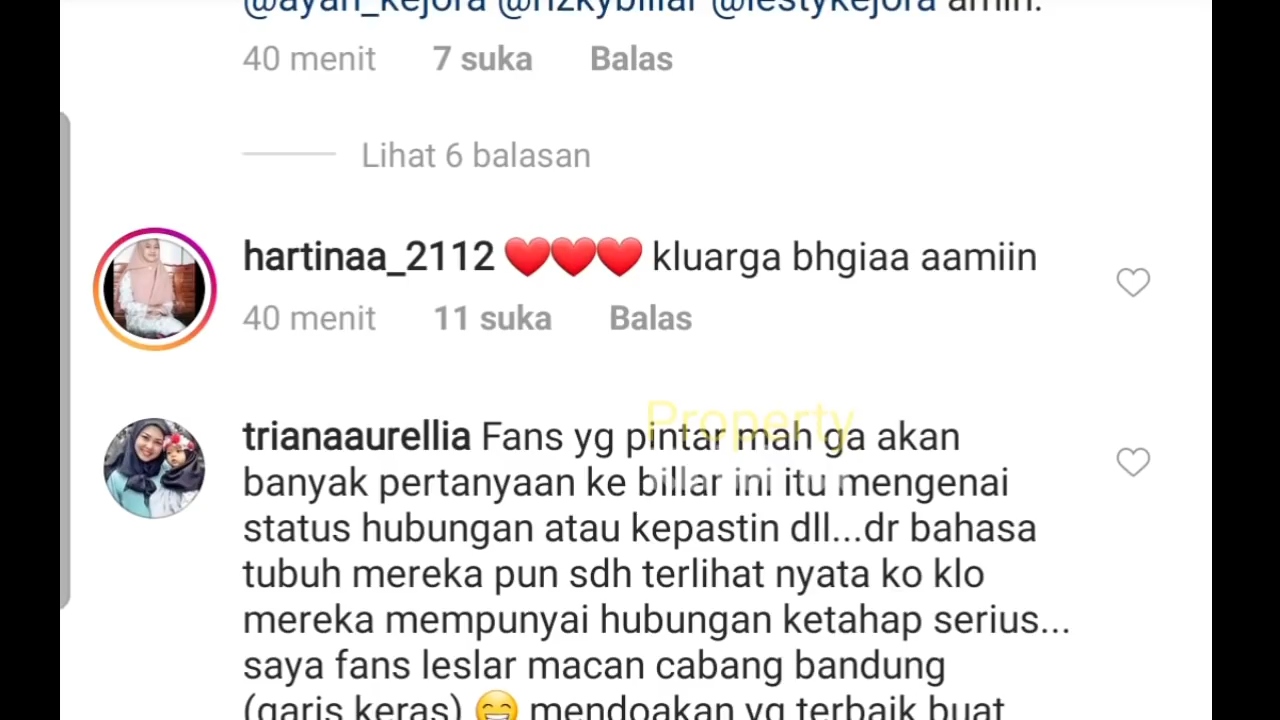 @ayah_kejora @rizkybillar @lestykejora amin.
40 menit 7 suka Balas
Lihat 6 balasan
hartinaa_2112 ❤️❤️❤️ kluarga bhgiaa aamiin
40 menit 11 suka Balas
trianaaurellia Fans yg pintar mah ga akan
Property
banyak pertanyaan ke billar ini itu mengenai
status hubungan atau kepastin dll...dr bahasa
tubuh mereka pun sdh terlihat nyata ko klo
mereka mempunyai hubungan ketahap serius...
saya fans leslar macan cabang bandung
(garis keras) 😁 mendoakan yg terbaik buat